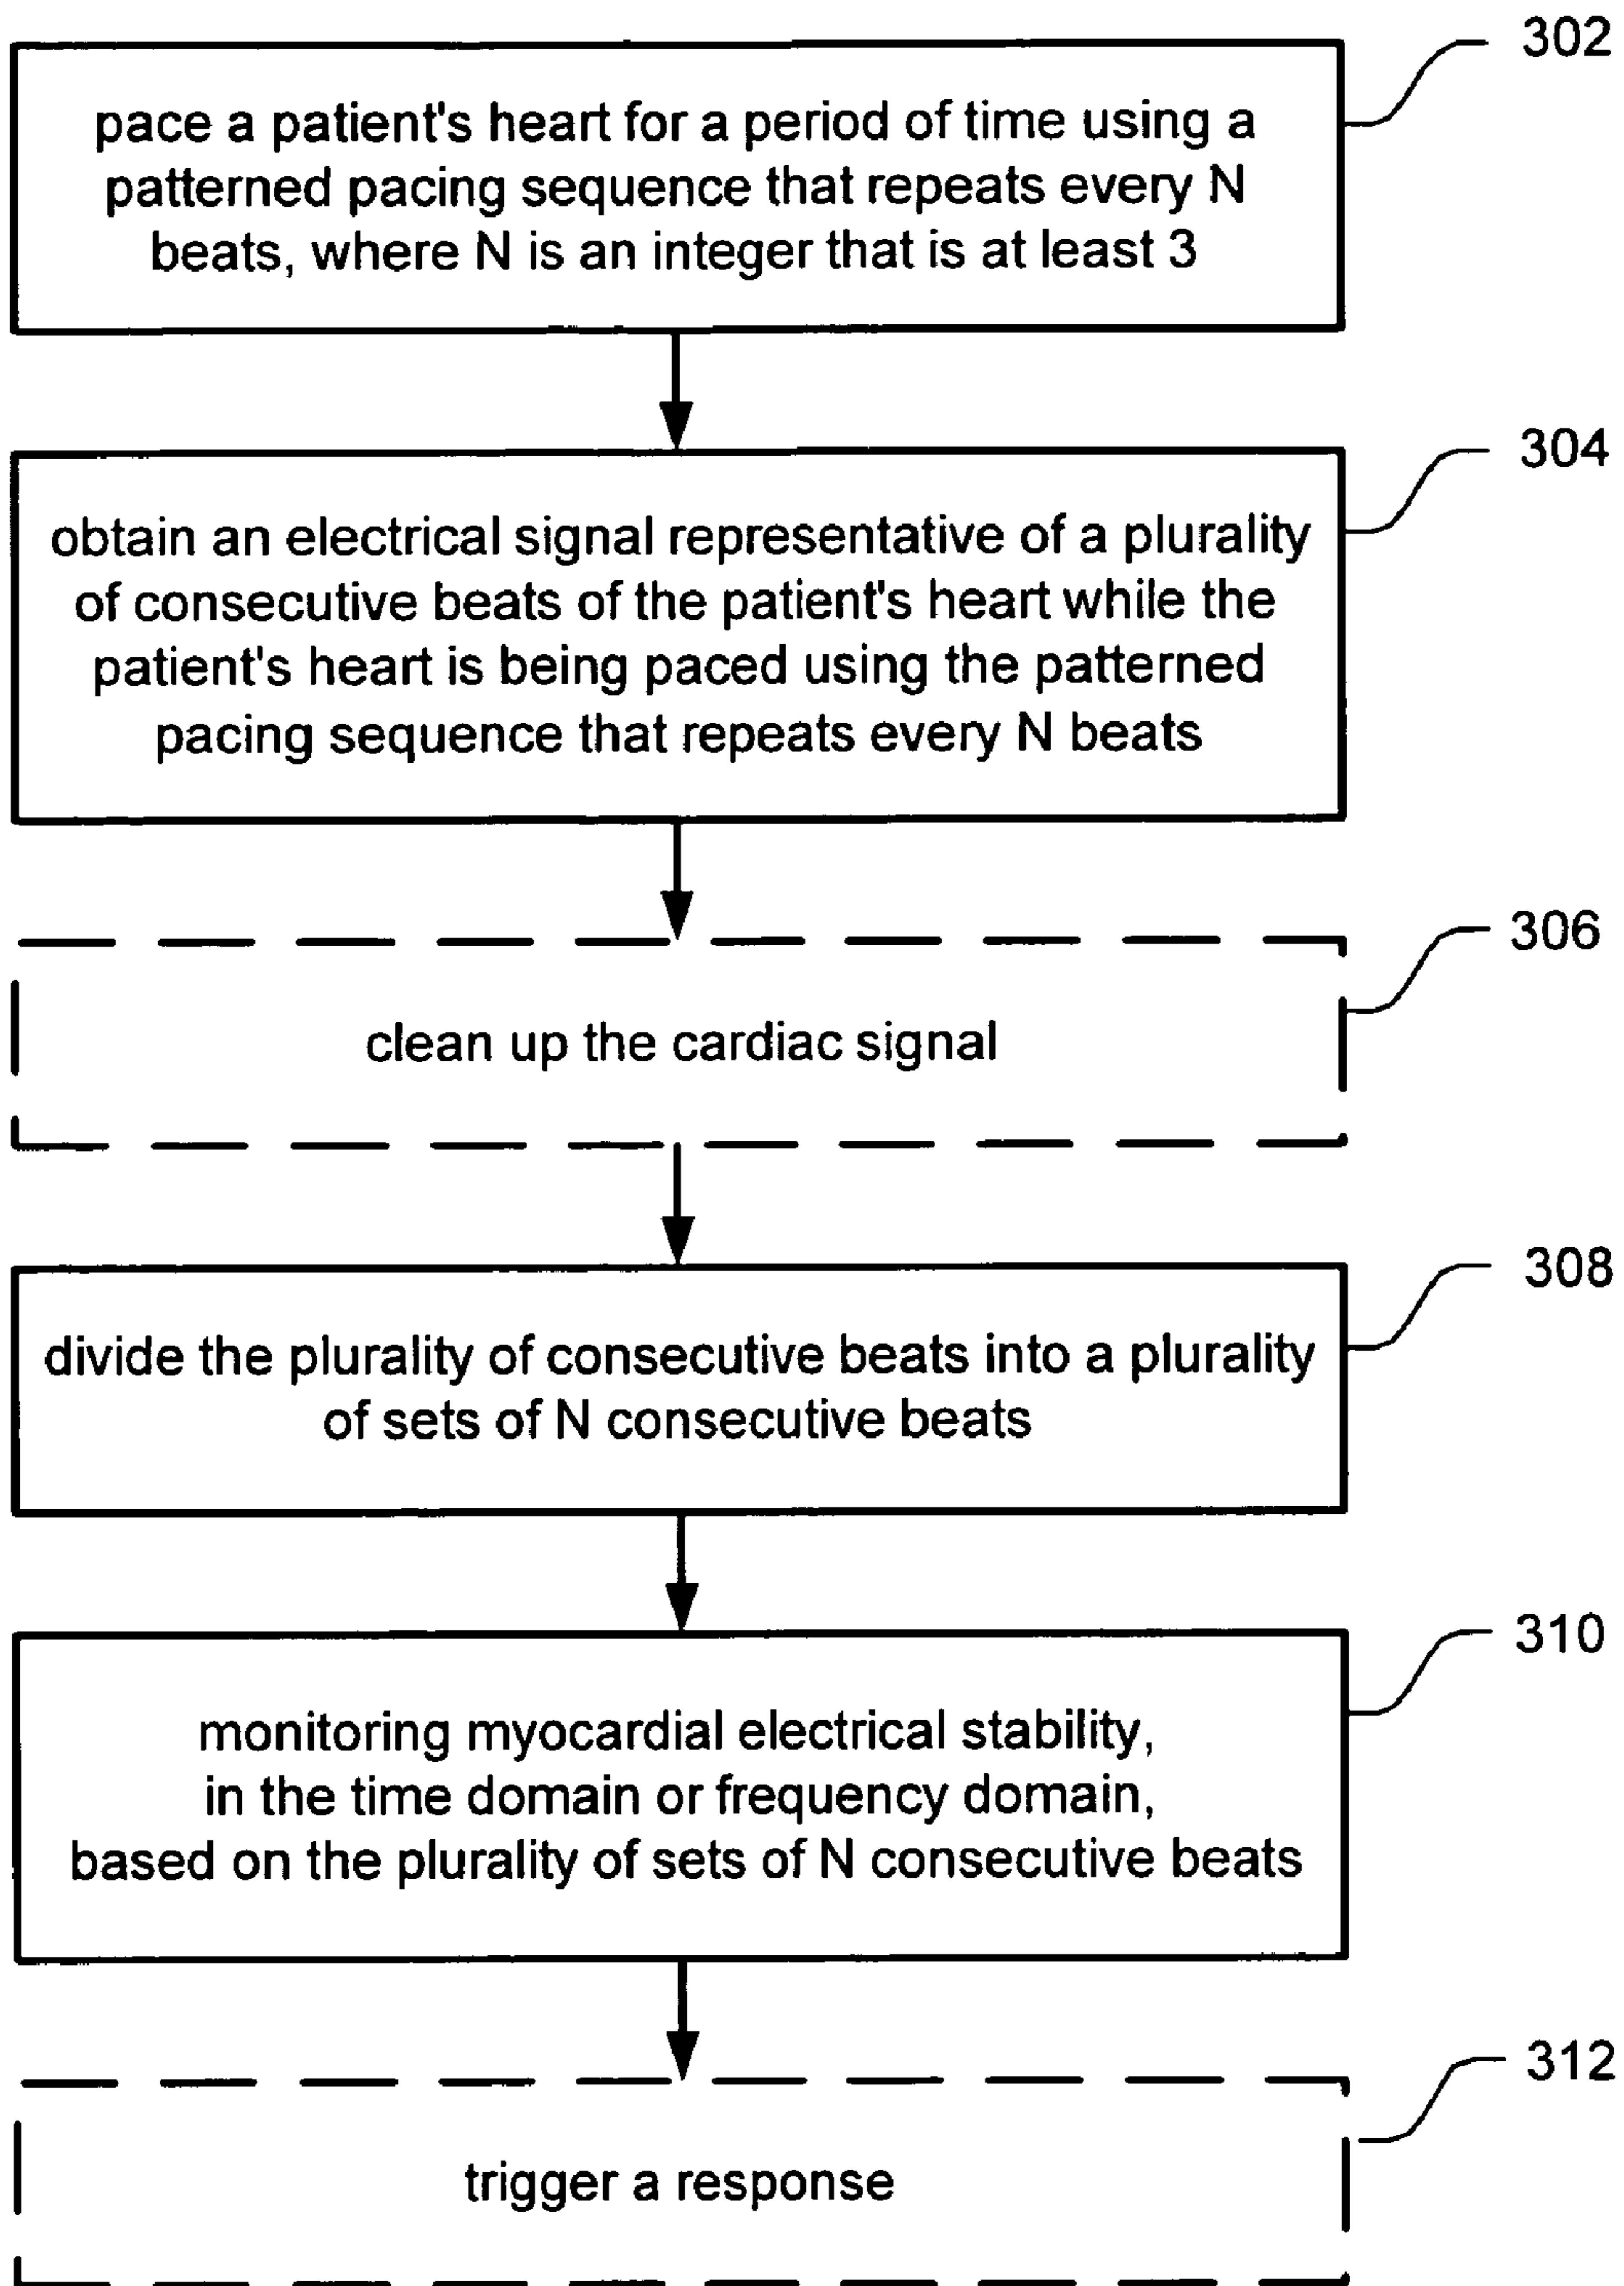 302
pace a patient's heart for a period of time using a
patterned pacing sequence that repeats every N
beats, where N is an integer that is at least 3
304
obtain an electrical signal representative of a plurality
of consecutive beats of the patient's heart while the
patient's heart is being paced using the patterned
pacing sequence that repeats every N beats
306
clean up the cardiac signal
308
divide the plurality of consecutive beats into a plurality
of sets of N consecutive beats
310
monitoring myocardial electrical stability,
in the time domain or frequency domain,
based on the plurality of sets of N consecutive beats
312
trigger a response